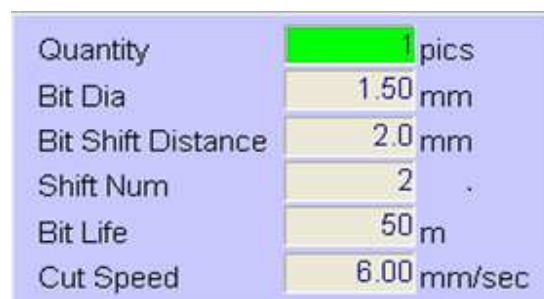 Quantity 1 pics
Bit Dia 1.50 mm
Bit Shift Distance 2.0 mm
Shift Num 2 .
Bit Life 50 m
Cut Speed 6.00 mm/sec